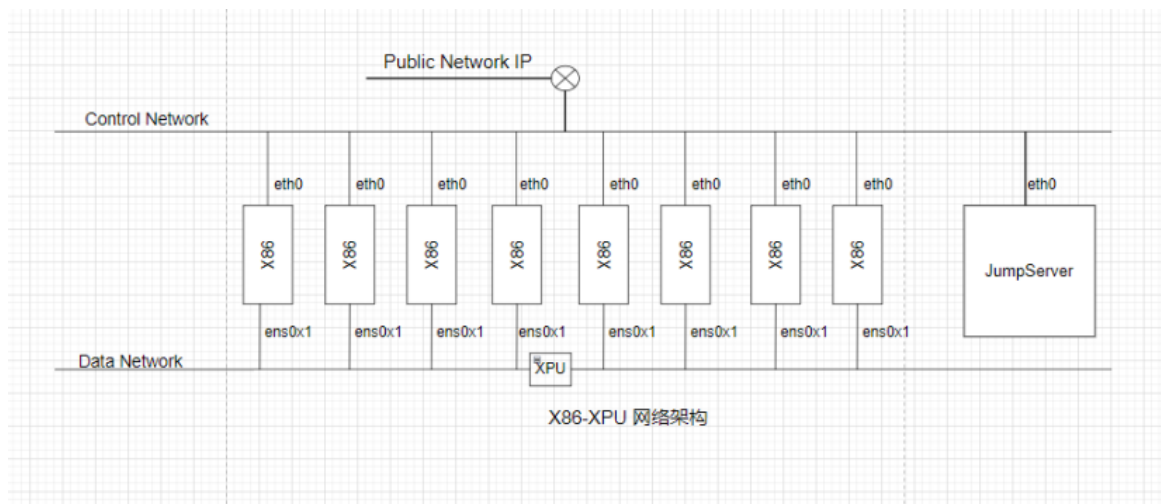 Public Network IP
Control Network
eth0 eth0 eth0 eth0 eth0 eth0 eth0 eth0 eth0
X86 X86 X86 X86 X86 X86 X86 X86 JumpServer
ens0x1 ens0x1 ens0x1 ens0x1 ens0x1 ens0x1 ens0x1 ens0x1
Data Network
XPU
X86-XPU 网络架构